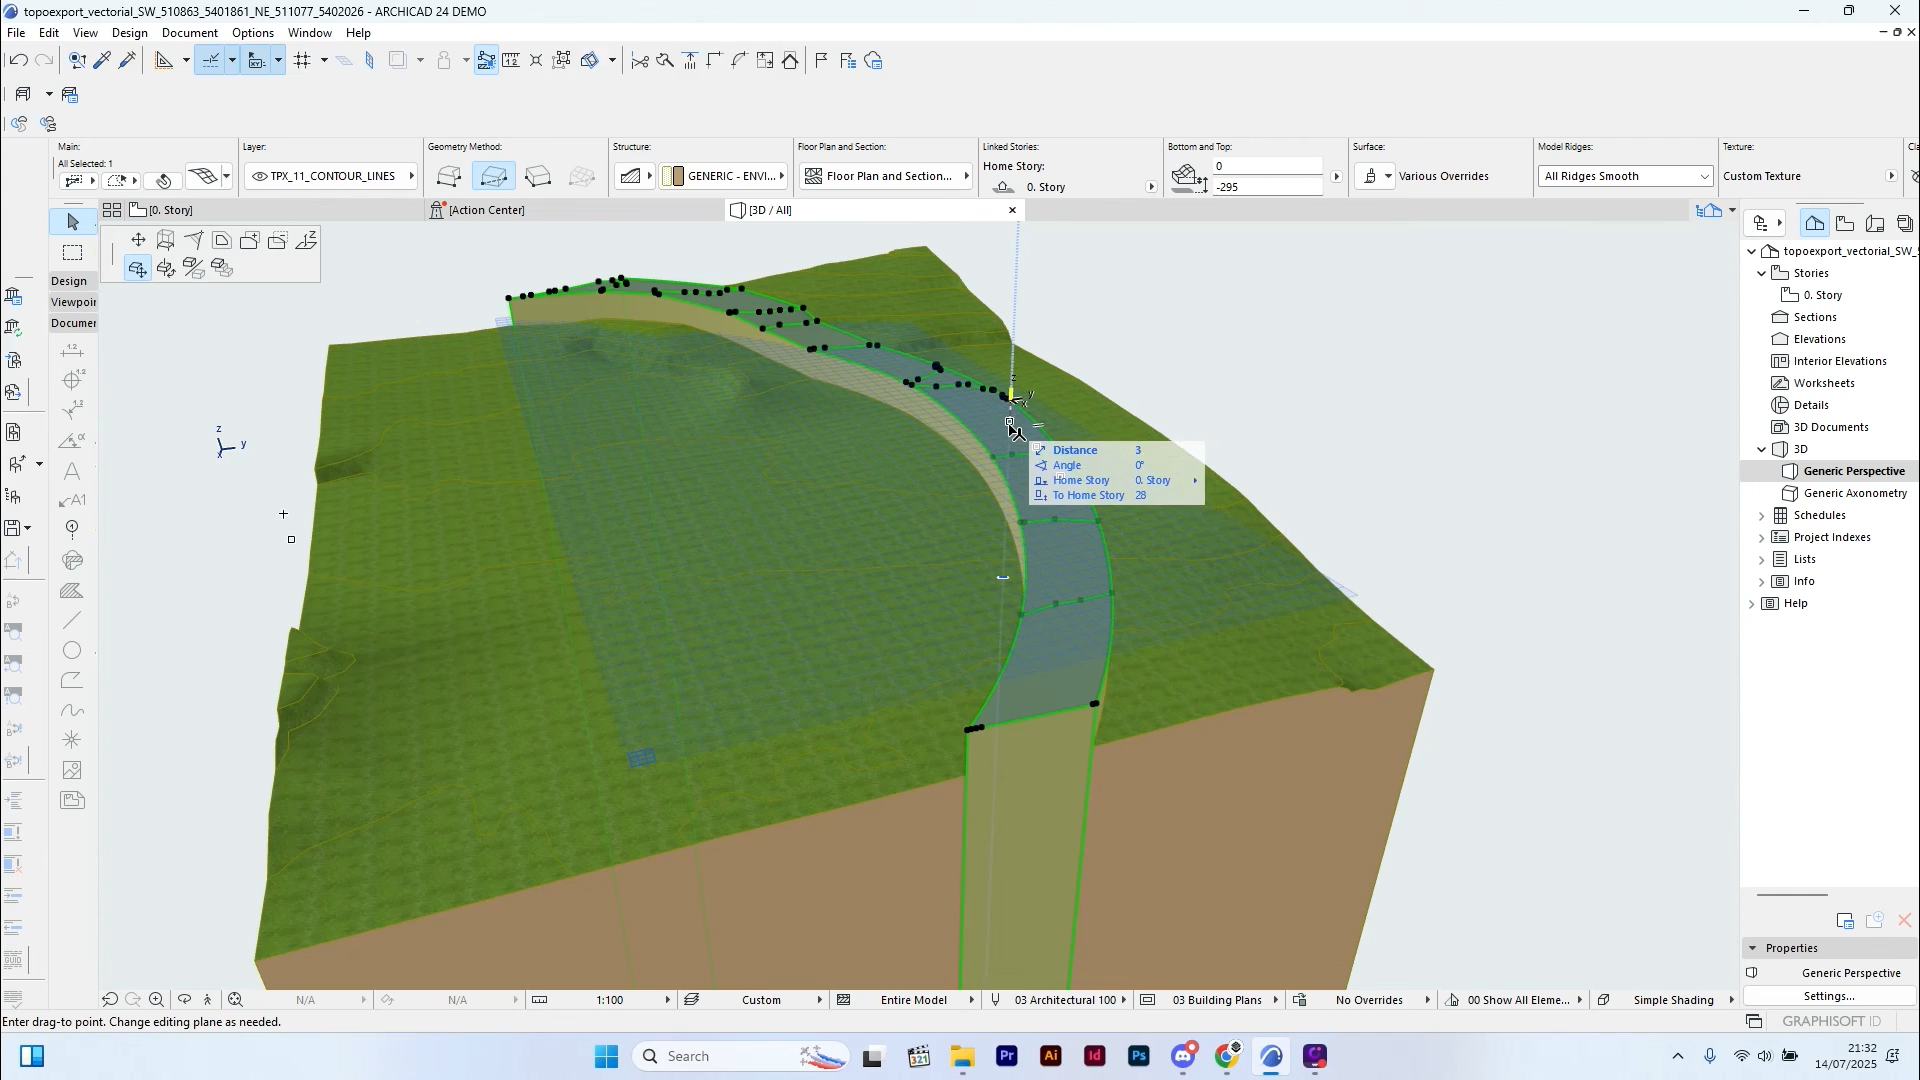 topoexport_vectorial_SW_510863_5401861_NE_511077_5402026 - ARCHICAD 24 DEMO
File Edit View Design Document Options Window Help
Main: Layer: Geometry Method: Structure: Floor Plan and Section: Linked Stories: Bottom and Top: Surface: Model Ridges: Texture:
All Selected: 1
TPX_11_CONTOUR_LINES
GENERIC - ENVI...
Floor Plan and Section...
Home Story:
0. Story
0
-295
Various Overrides
All Ridges Smooth
Custom Texture
[0. Story]
[Action Center]
[3D / All]
Design
Viewpoin
Documen
Distance 3
Angle 0°
Home Story 0. Story
To Home Story 28
z
y
x
topoexport_vectorial_SW_
Stories
0. Story
Sections
Elevations
Interior Elevations
Worksheets
Details
3D Documents
3D
Generic Perspective
Generic Axonometry
Schedules
Project Indexes
Lists
Info
Help
Properties
Generic Perspective
Settings...
N/A N/A 1:100 Custom Entire Model 03 Architectural 100 03 Building Plans No Overrides 00 Show All Eleme... Simple Shading
Enter drag-to point. Change editing plane as needed.
GRAPHISOFT ID
Search
321
Pr Ai Id Ps
21:32
14/07/2025